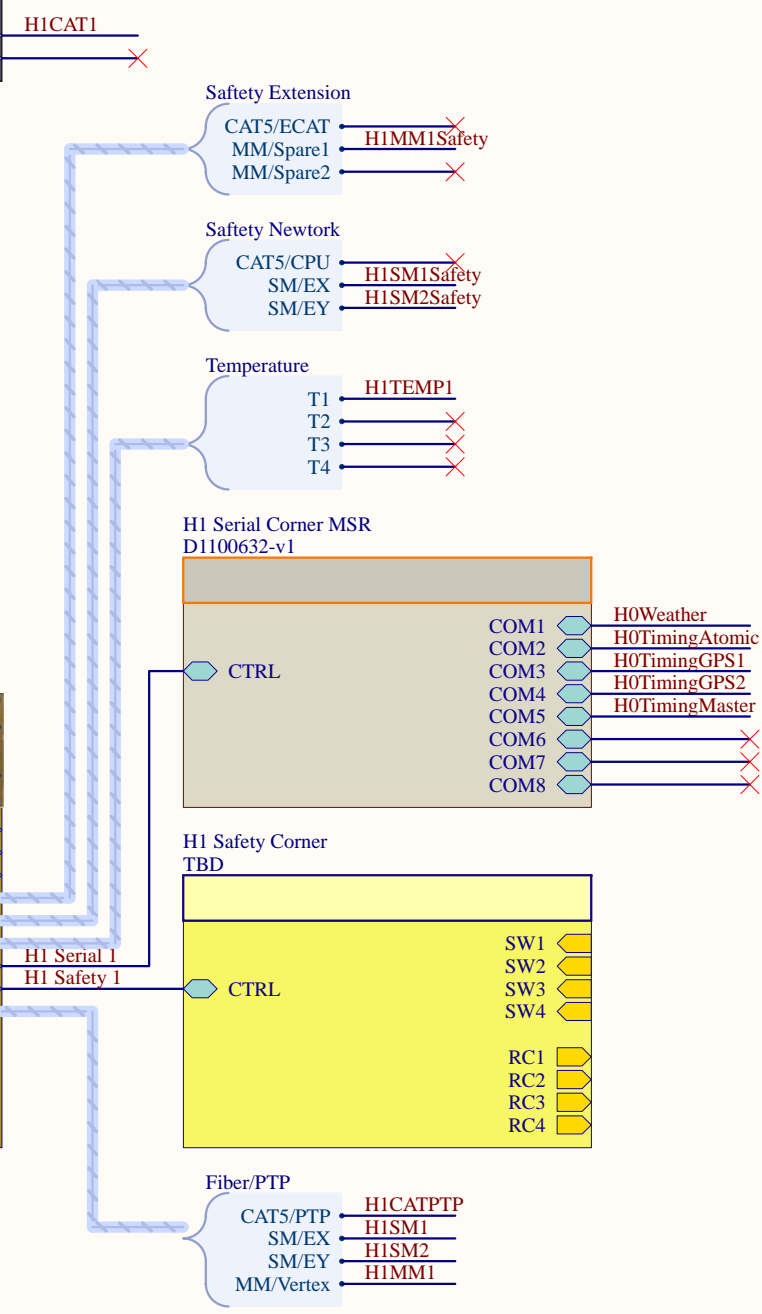 H1CAT1
Saftety Extension
CAT5/ECAT
H1MM1Safety
MM/Spare1
MM/Spare2
Saftety Newtork
CAT5/CPU
H1SM1Safety
SM/EX
H1SM2Safety
SM/EY
Temperature
H1TEMP1
T1
T2
T3
T4
H1 Serial Corner MSR
D1100632-v1
H0Weather
COM1
H0TimingAtomic
COM2
H0TimingGPS1
CTRL
COM3
H0TimingGPS2
COM4
H0TimingMaster
COM5
COM6
COM7
COM8
H1 Safety Corner
TBD
SW1
H1 Serial 1
SW2
H1 Safety 1
CTRL
SW3
SW4
RC1
RC2
RC3
RC4
Fiber/PTP
H1CATPTP
CAT5/PTP
H1SM1
SM/EX
H1SM2
SM/EY
H1MM1
MM/Vertex